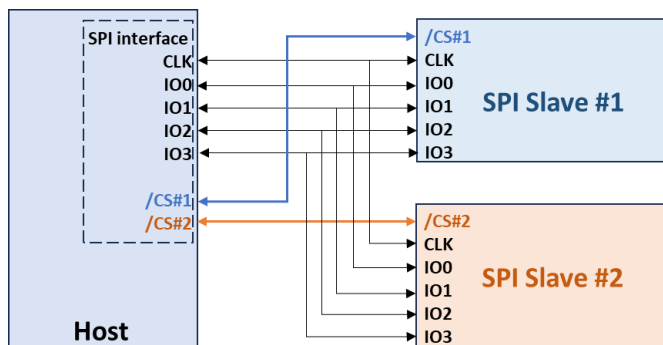 SPI interface
CLK
IO0
IO1
IO2
IO3
/CS#1
/CS#2
Host
/CS#1
CLK
IO0
IO1
IO2
IO3
SPI Slave #1
/CS#2
CLK
IO0
IO1
IO2
IO3
SPI Slave #2